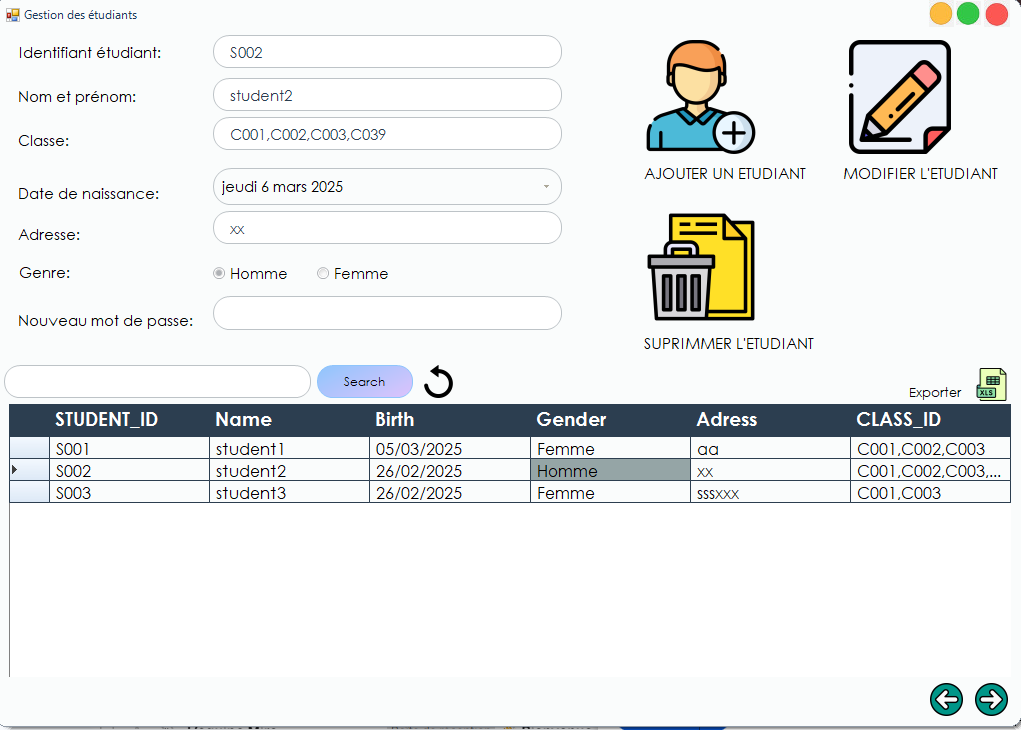 Gestion des étudiants
Identifiant étudiant: S002
Nom et prénom: student2
Classe: C001,C002,C003,C039
Date de naissance: jeudi 6 mars 2025
Adresse: xx
Genre: Homme Femme
Nouveau mot de passe:
AJOUTER UN ETUDIANT MODIFIER L'ETUDIANT
SUPRIMMER L'ETUDIANT
Search Exporter
XLS
STUDENT_ID Name Birth Gender Adress CLASS_ID
S001 student1 05/03/2025 Femme aa C001,C002,C003
S002 student2 26/02/2025 Homme xx C001,C002,C003,...
S003 student3 26/02/2025 Femme sssxxx C001,C003